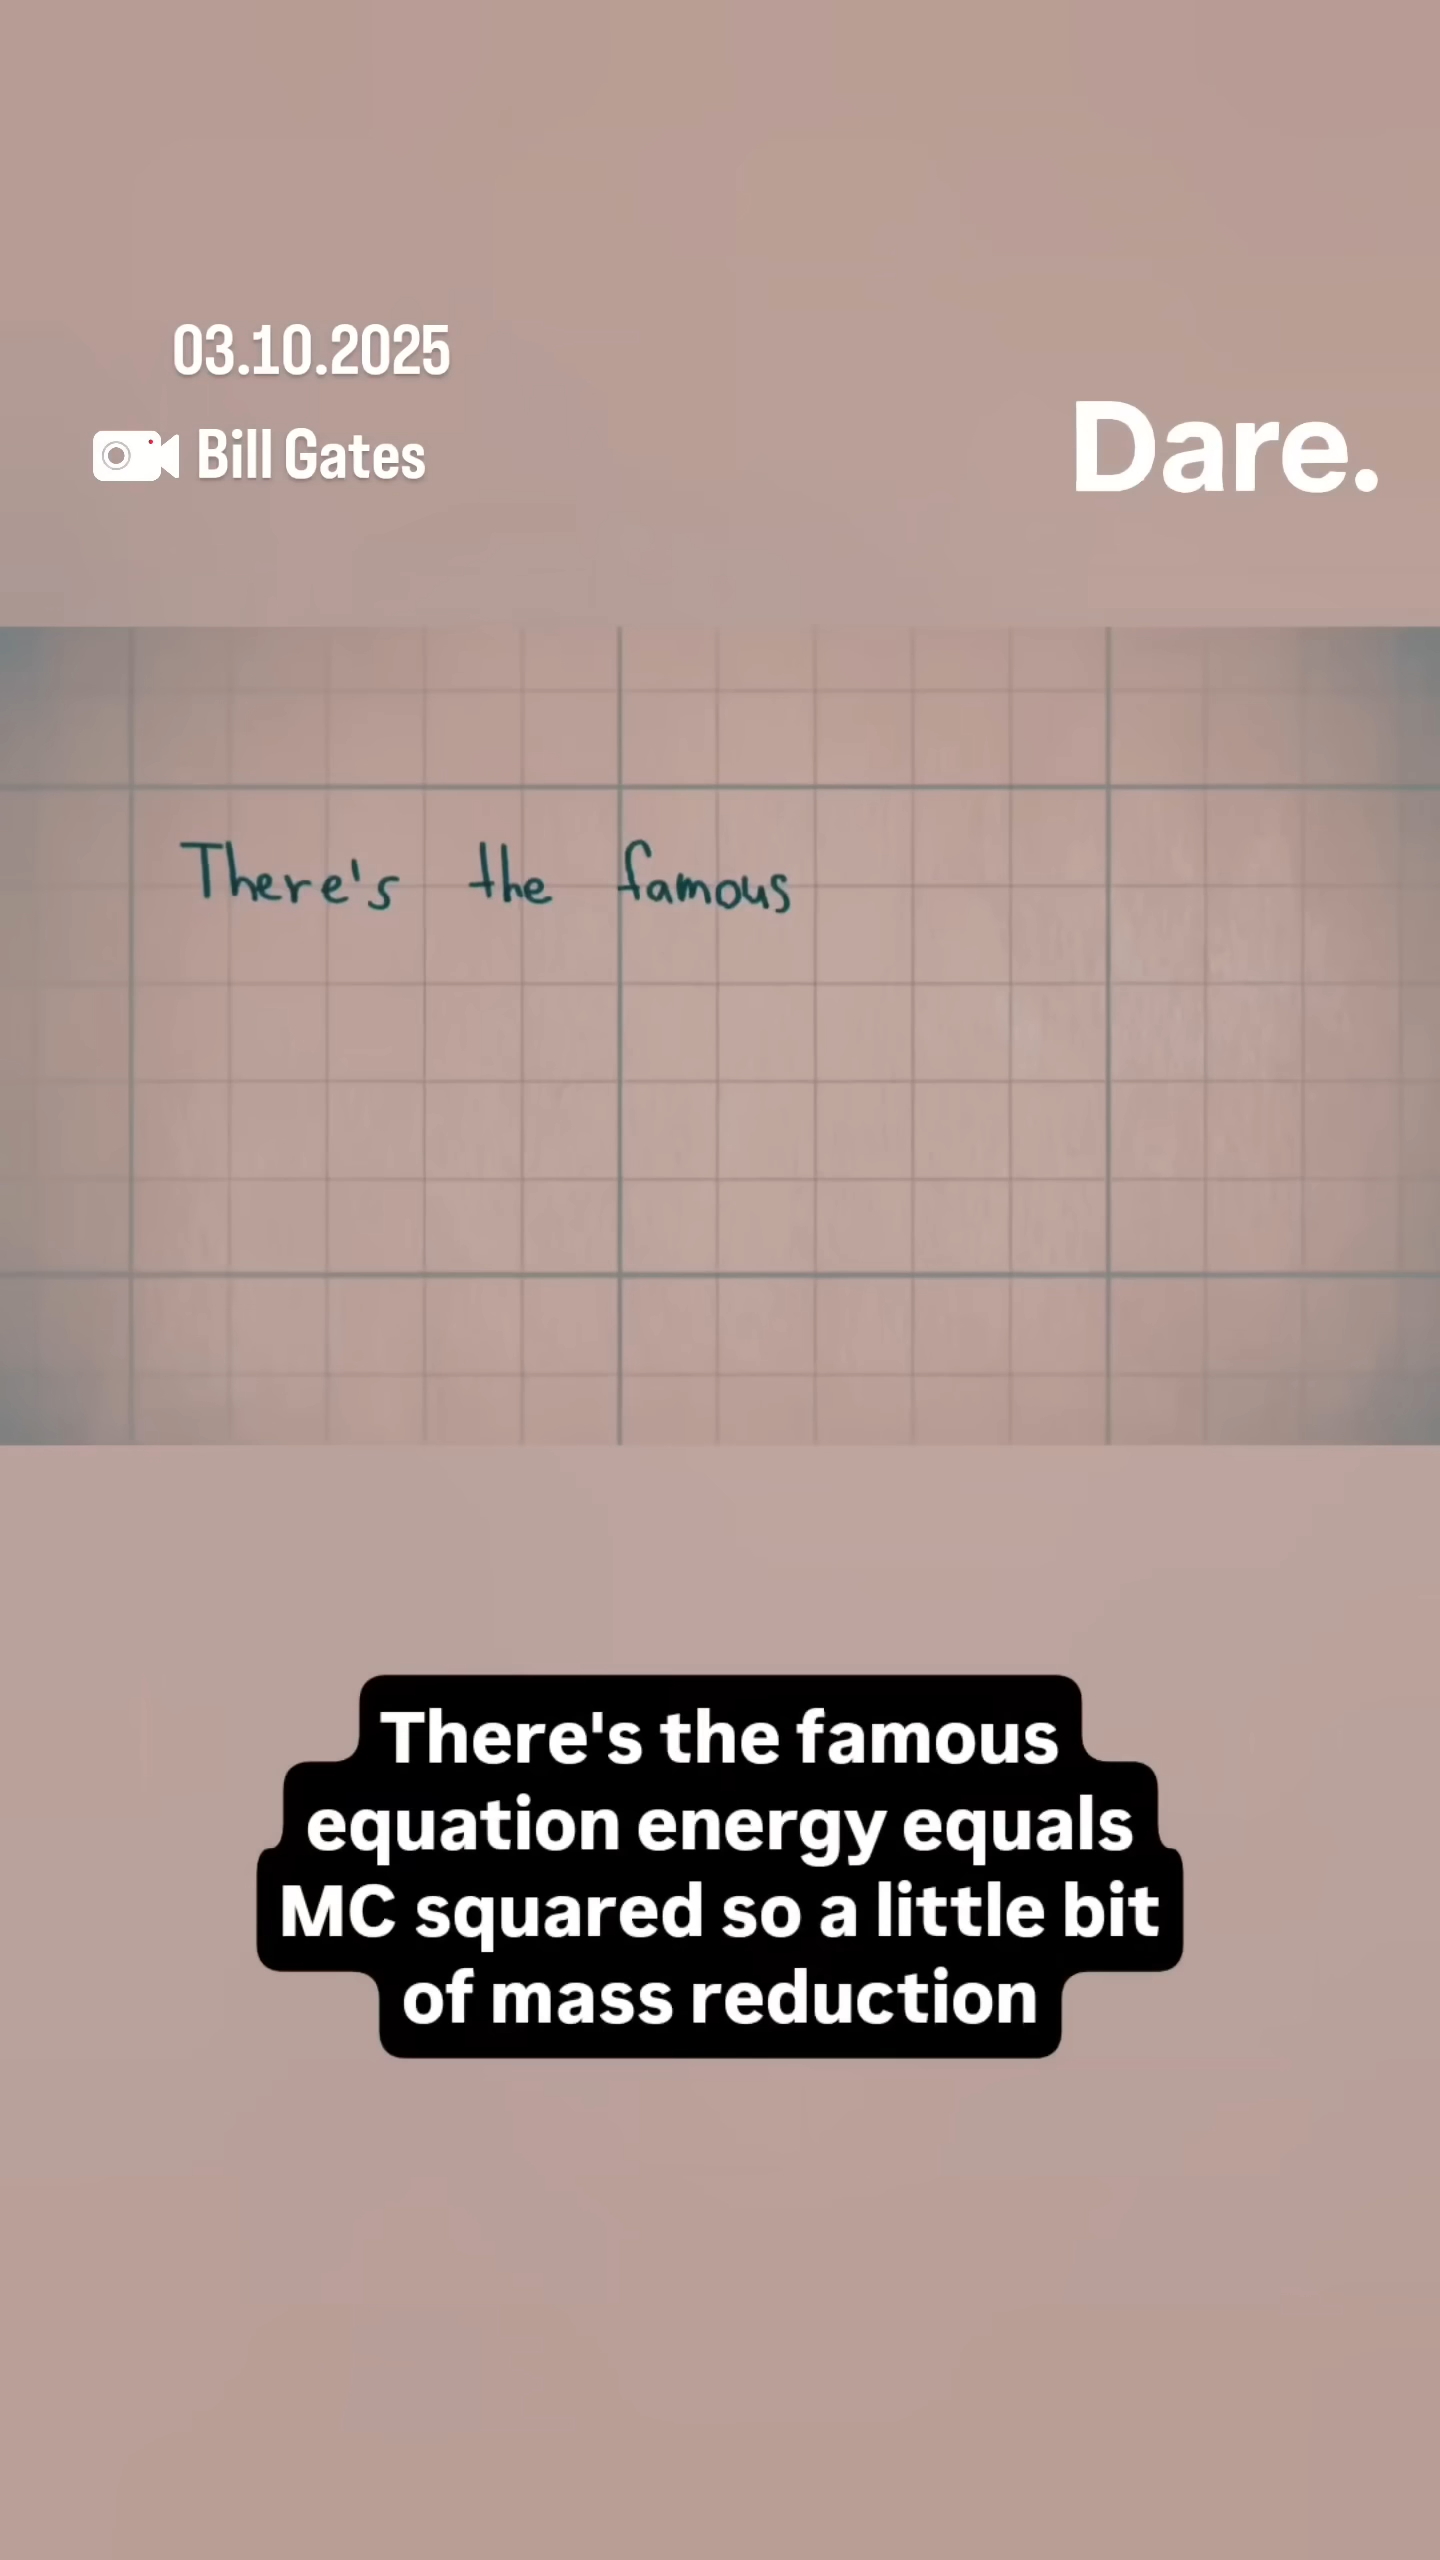 03.10.2025
Bill Gates
Dare.
There's the famous
There's the famous
equation energy equals
MC squared so a little bit
of mass reduction